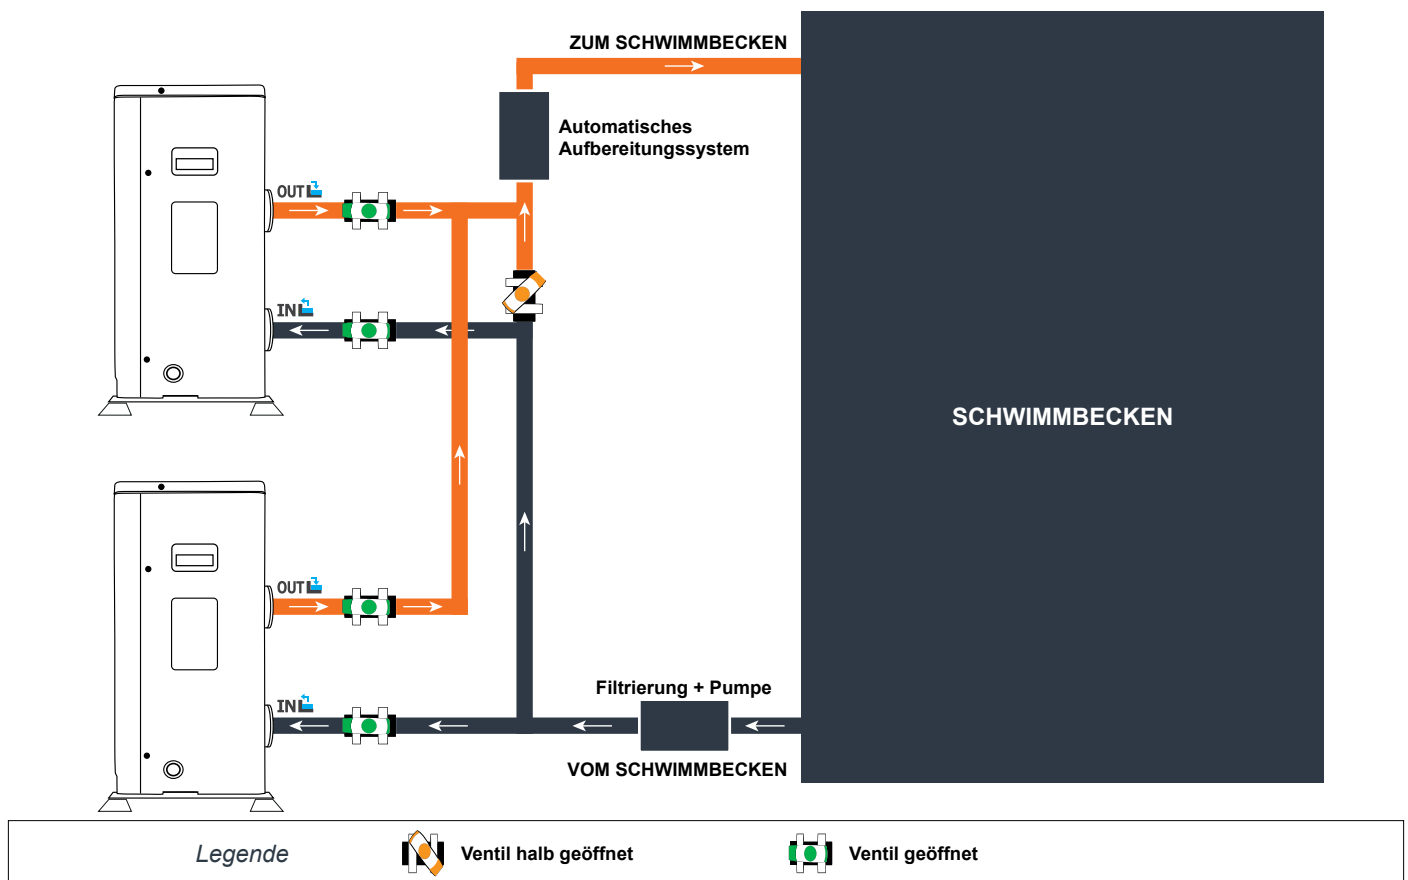 ZUM SCHWIMMBECKEN
Automatisches
Aufbereitungssystem
OUT
IN
SCHWIMMBECKEN
OUT
IN
Filtrierung + Pumpe
VOM SCHWIMMBECKEN
Legende
Ventil halb geöffnet
Ventil geöffnet